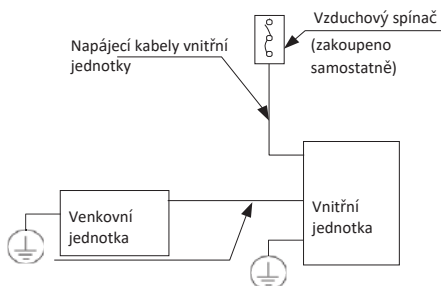 Vzduchový spínač
(zakoupeno
samostatně)
Napájecí kabely vnitřní
jednotky
Venkovní
jednotka
Vnitřní
jednotka